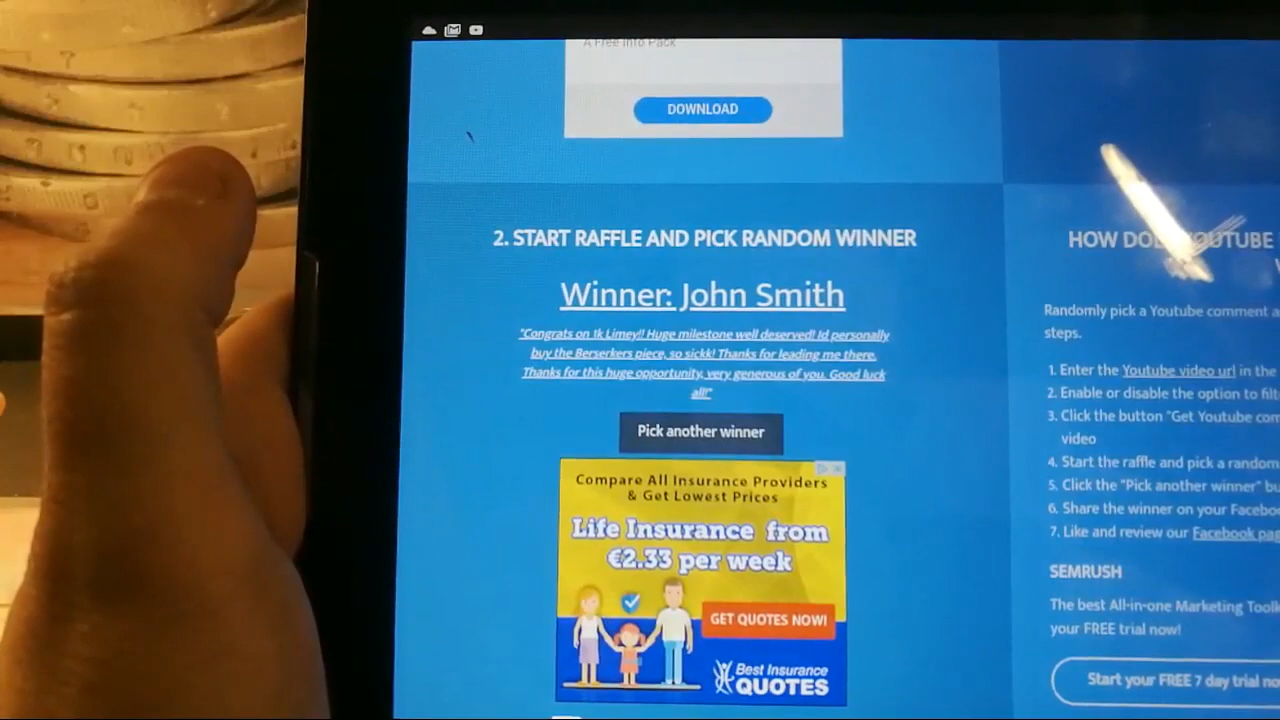 A Free Info Pack
DOWNLOAD
2. START RAFFLE AND PICK RANDOM WINNER
Winner: John Smith
"Congrats on 1k Limey!! Huge milestone well deserved! Id personally
buy the Berserkers piece, so sickk! Thanks for leading me there.
Thanks for this huge opportunity, very generous of you. Good luck
all!"
Pick another winner
Compare All Insurance Providers
& Get Lowest Prices
Life Insurance from
€2.33 per week
GET QUOTES NOW!
Best Insurance
QUOTES
HOW DOES YOUTUBE
Randomly pick a Youtube comment a
steps.
1. Enter the Youtube video url in the
2. Enable or disable the option to filt
3. Click the button "Get Youtube com
video
4. Start the raffle and pick a random
5. Click the "Pick another winner" bu
6. Share the winner on your Facebo
7. Like and review our Facebook pag
SEMRUSH
The best All-in-one Marketing Toolk
your FREE trial now!
Start your FREE 7 day trial no